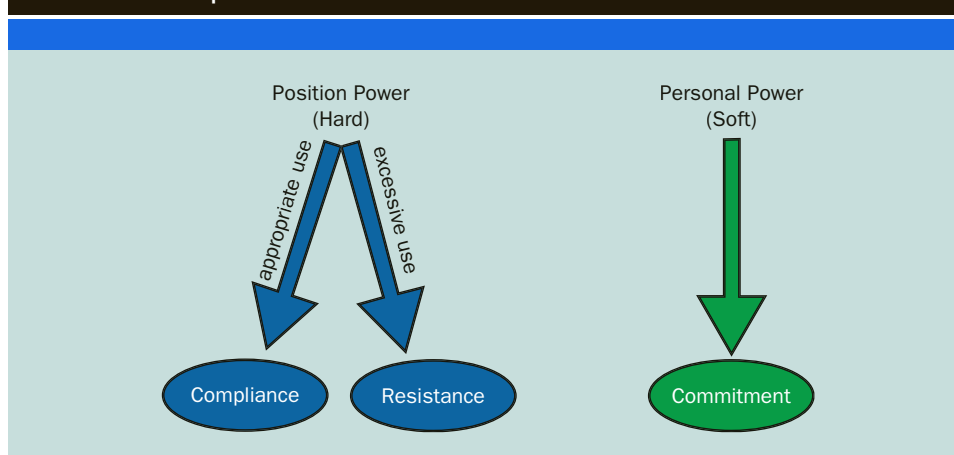 Position Power
(Hard)
Personal Power
(Soft)
appropriate use
excessive use
Compliance
Resistance
Commitment